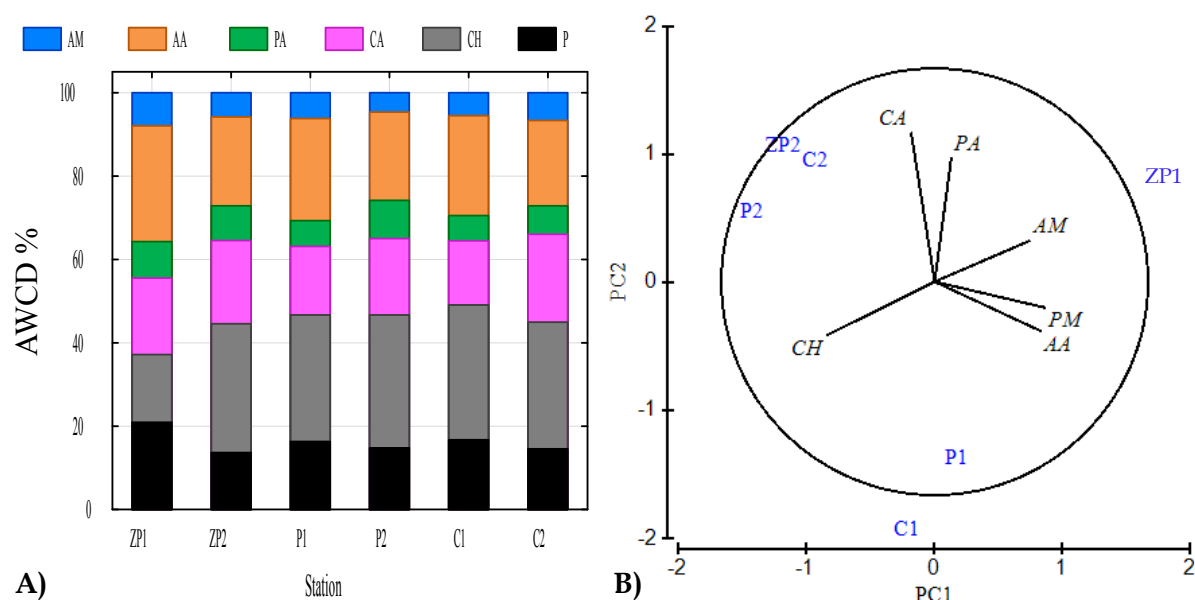 AM AA PA CA CH P
100
80
60
40
20
0
AWCD %
ZP1 ZP2 P1 P2 C1 C2
Station
A)
2
1
0
-1
-2
PC2
CA
PA
ZP2
C2
ZP1
P2
AM
PM
CH
AA
P1
C1
-2 -1 0 1 2
PC1
B)